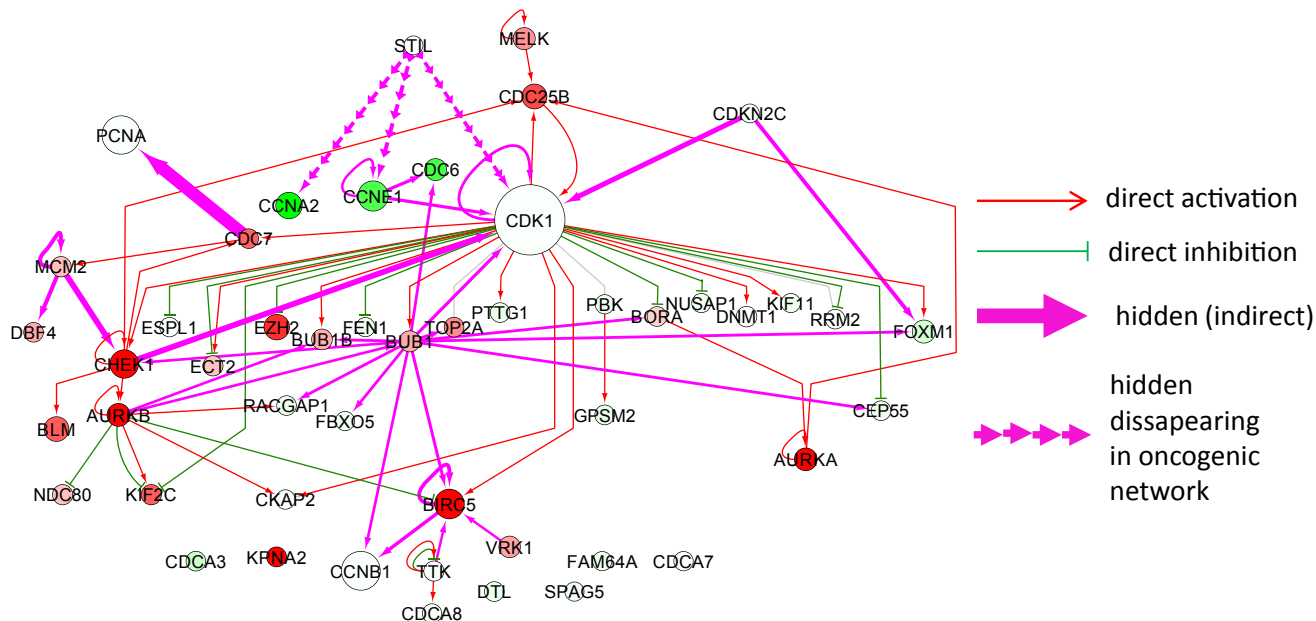 STIL
MELK
CDC25B
CDKN2C
PCNA
CDC6
CCNE1
CCNA2
CDK1
CDC7
MCM2
DBF4
ESPL1
EZH2
FEN1
TOP2A
PTTG1
PBK
BORA
NUSAP1
DNMT1
KIF11
RRM2
FOXM1
BUB1B
BUB1
CHEK1
ECT2
RACGAP1
FBXO5
GPSM2
CEP55
AURKB
BLM
AURKA
NDC80
KIF2C
CKAP2
BIRC5
CDCA3
KPNA2
CCNB1
TTK
VRK1
FAM64A
CDCA7
DTL
SPAG5
CDCA8
direct activation
direct inhibition
hidden (indirect)
hidden
dissapearing
in oncogenic
network